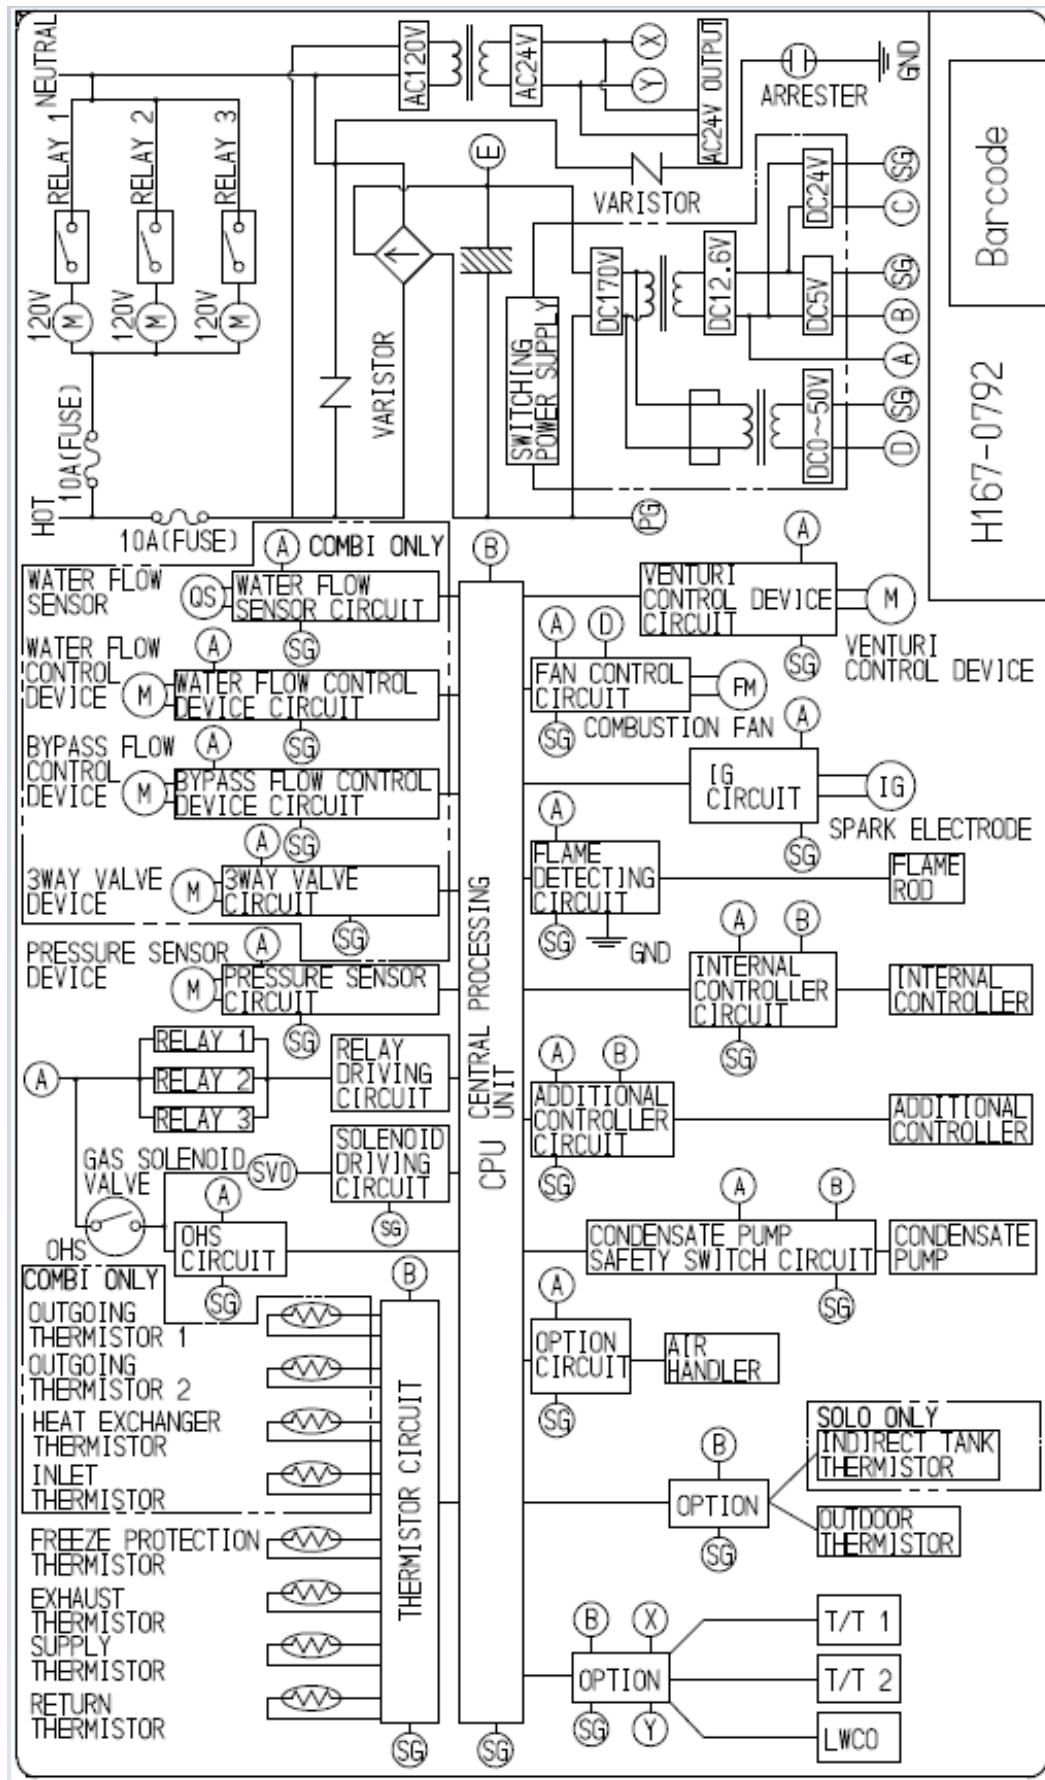 NEUTRAL
RELAY 1
RELAY 2
RELAY 3
120V
M
120V
M
120V
M
10A(FUSE)
HOT
10A(FUSE)
AC120V
AC24V
X
Y
AC24V OUTPUT
ARRESTER
GND
E
VARISTOR
VARISTOR
SWITCHING
POWER SUPPLY
DC170V
DC12.6V
DC24V
DC5V
DC0~50V
SG
C
SG
B
A
SG
D
PG
Barcode
H167-0792
A
COMBI ONLY
WATER FLOW
SENSOR
QS
WATER FLOW
SENSOR CIRCUIT
SG
WATER FLOW
CONTROL
DEVICE
M
A
WATER FLOW CONTROL
DEVICE CIRCUIT
SG
BYPASS FLOW
CONTROL
DEVICE
M
A
BYPASS FLOW CONTROL
DEVICE CIRCUIT
SG
3WAY VALVE
DEVICE
M
A
3WAY VALVE
CIRCUIT
SG
PRESSURE SENSOR
DEVICE
M
A
PRESSURE SENSOR
CIRCUIT
SG
A
RELAY 1
RELAY 2
RELAY 3
RELAY
DRIVING
CIRCUIT
GAS SOLENOID
VALVE
SV0
SOLENOID
DRIVING
CIRCUIT
SG
OHS
A
OHS
CIRCUIT
SG
COMBI ONLY
OUTGOING
THERMISTOR 1
OUTGOING
THERMISTOR 2
HEAT EXCHANGER
THERMISTOR
INLET
THERMISTOR
FREEZE PROTECTION
THERMISTOR
EXHAUST
THERMISTOR
SUPPLY
THERMISTOR
RETURN
THERMISTOR
B
THERMISTOR CIRCUIT
SG
B
CPU CENTRAL PROCESSING
UNIT
SG
A
VENTURI
CONTROL DEVICE
CIRCUIT
SG
M
VENTURI
CONTROL DEVICE
A
D
FAN CONTROL
CIRCUIT
SG
FM
COMBUSTION FAN
A
IG
CIRCUIT
SG
IG
SPARK ELECTRODE
A
FLAME
DETECTING
CIRCUIT
SG
GND
FLAME
ROD
A
B
INTERNAL
CONTROLLER
CIRCUIT
SG
INTERNAL
CONTROLLER
A
B
ADDITIONAL
CONTROLLER
CIRCUIT
SG
ADDITIONAL
CONTROLLER
A
B
CONDENSATE PUMP
SAFETY SWITCH CIRCUIT
SG
CONDENSATE
PUMP
A
OPTION
CIRCUIT
SG
AIR
HANDLER
B
OPTION
SG
SOLO ONLY
INDIRECT TANK
THERMISTOR
OUTDOOR
THERMISTOR
B
X
OPTION
SG
Y
T/T 1
T/T 2
LWCO